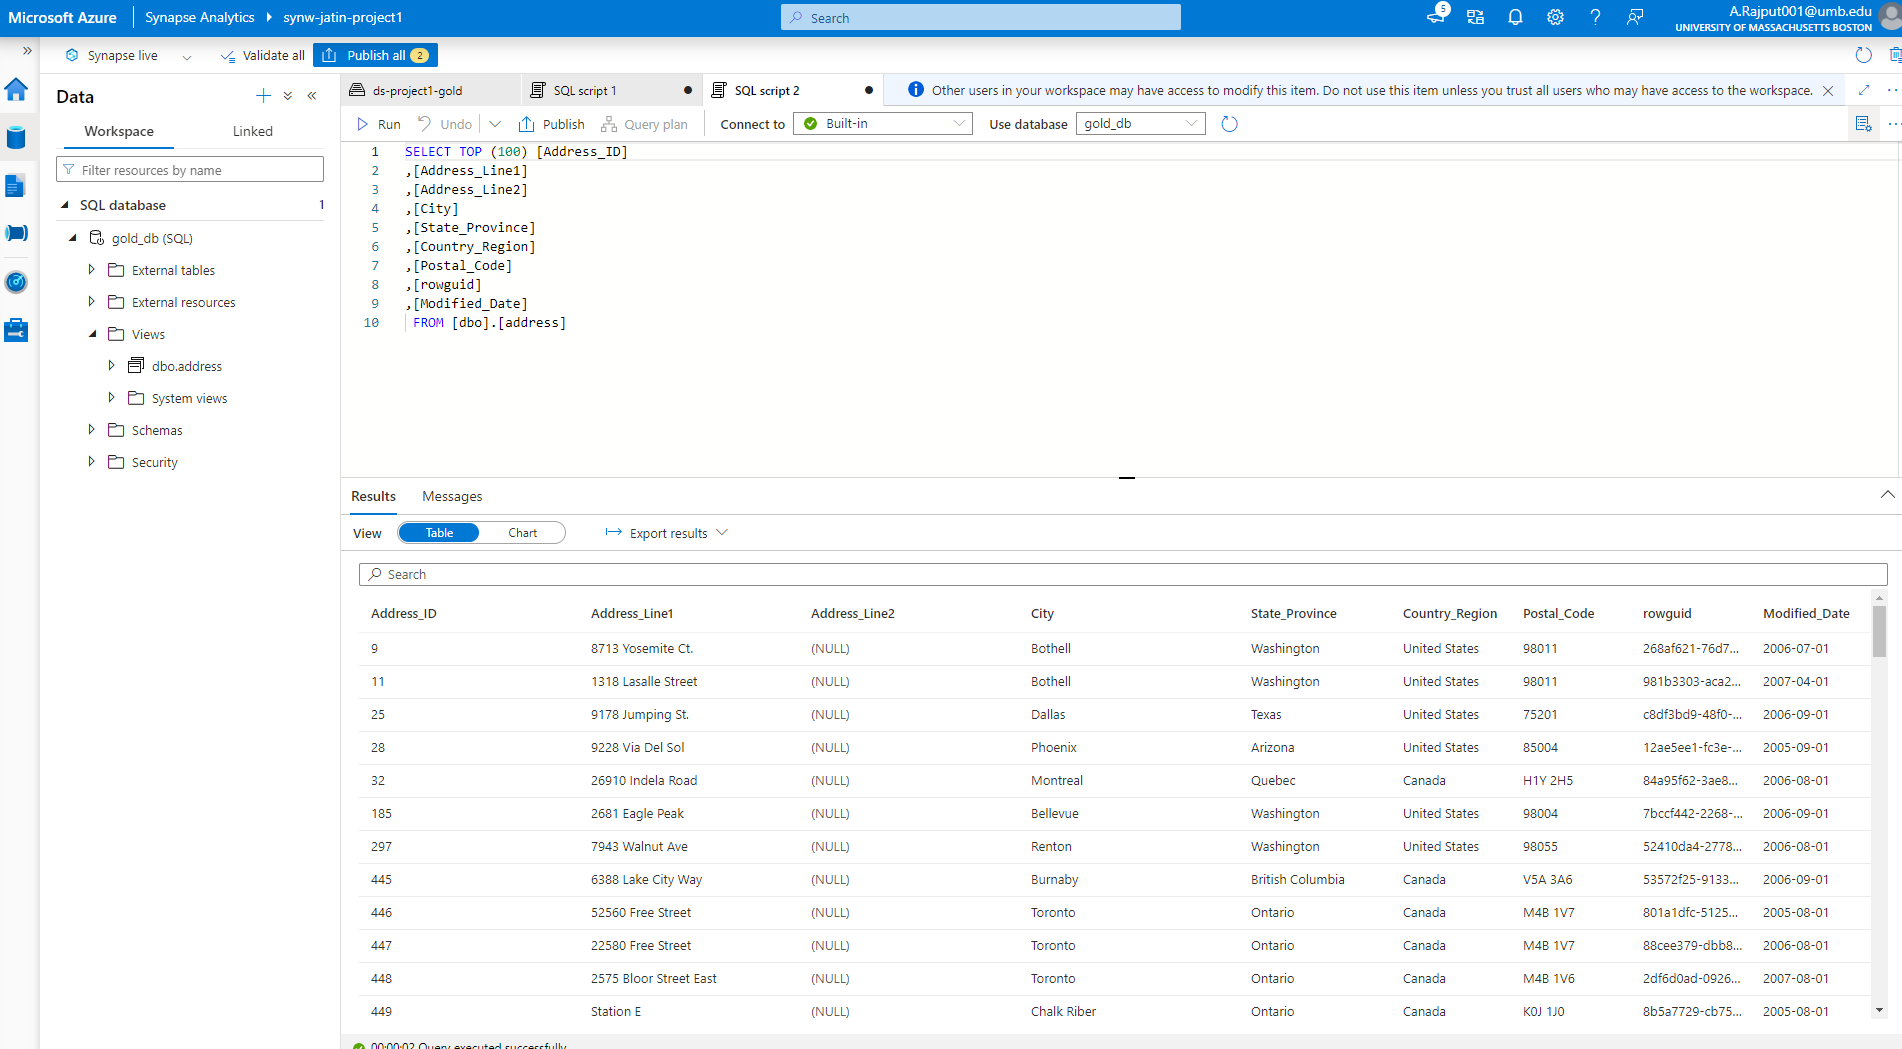 Microsoft Azure
Synapse Analytics
synw-jatin-project1
Search
5
A.Rajput001@umb.edu
UNIVERSITY OF MASSACHUSETTS BOSTON
Synapse live
Validate all
Publish all 2
Data
Workspace
Linked
Filter resources by name
SQL database 1
gold_db (SQL)
External tables
External resources
Views
dbo.address
System views
Schemas
Security
ds-project1-gold
SQL script 1
SQL script 2
Other users in your workspace may have access to modify this item. Do not use this item unless you trust all users who may have access to the workspace.
Run
Undo
Publish
Query plan
Connect to
Built-in
Use database
gold_db
1 SELECT TOP (100) [Address_ID]
2 ,[Address_Line1]
3 ,[Address_Line2]
4 ,[City]
5 ,[State_Province]
6 ,[Country_Region]
7 ,[Postal_Code]
8 ,[rowguid]
9 ,[Modified_Date]
10 FROM [dbo].[address]
Results
Messages
View
Table
Chart
Export results
Search
Address_ID Address_Line1 Address_Line2 City State_Province Country_Region Postal_Code rowguid Modified_Date
9 8713 Yosemite Ct. (NULL) Bothell Washington United States 98011 268af621-76d7... 2006-07-01
11 1318 Lasalle Street (NULL) Bothell Washington United States 98011 981b3303-aca2... 2007-04-01
25 9178 Jumping St. (NULL) Dallas Texas United States 75201 c8df3bd9-48f0-... 2006-09-01
28 9228 Via Del Sol (NULL) Phoenix Arizona United States 85004 12ae5ee1-fc3e-... 2005-09-01
32 26910 Indela Road (NULL) Montreal Quebec Canada H1Y 2H5 84a95f62-3ae8... 2006-08-01
185 2681 Eagle Peak (NULL) Bellevue Washington United States 98004 7bccf442-2268-... 2006-09-01
297 7943 Walnut Ave (NULL) Renton Washington United States 98055 52410da4-2778... 2006-08-01
445 6388 Lake City Way (NULL) Burnaby British Columbia Canada V5A 3A6 53572f25-9133... 2006-09-01
446 52560 Free Street (NULL) Toronto Ontario Canada M4B 1V7 801a1dfc-5125... 2005-08-01
447 22580 Free Street (NULL) Toronto Ontario Canada M4B 1V7 88cee379-dbb8... 2006-08-01
448 2575 Bloor Street East (NULL) Toronto Ontario Canada M4B 1V6 2df6d0ad-0926... 2007-08-01
449 Station E (NULL) Chalk Riber Ontario Canada K0J 1J0 8b5a7729-cb75... 2005-08-01
00:00:02 Query executed successfully